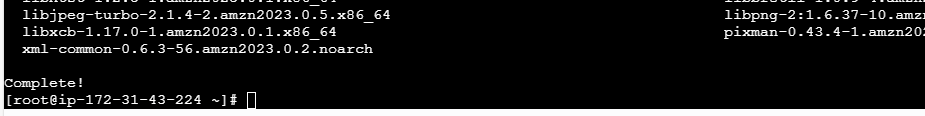 libjpeg-turbo-2.1.4-2.amzn2023.0.5.x86_64 libpng-2:1.6.37-10.amzn
libxcb-1.17.0-1.amzn2023.0.1.x86_64 pixman-0.43.4-1.amzn202
xml-common-0.6.3-56.amzn2023.0.2.noarch
Complete!
[root@ip-172-31-43-224 ~]#